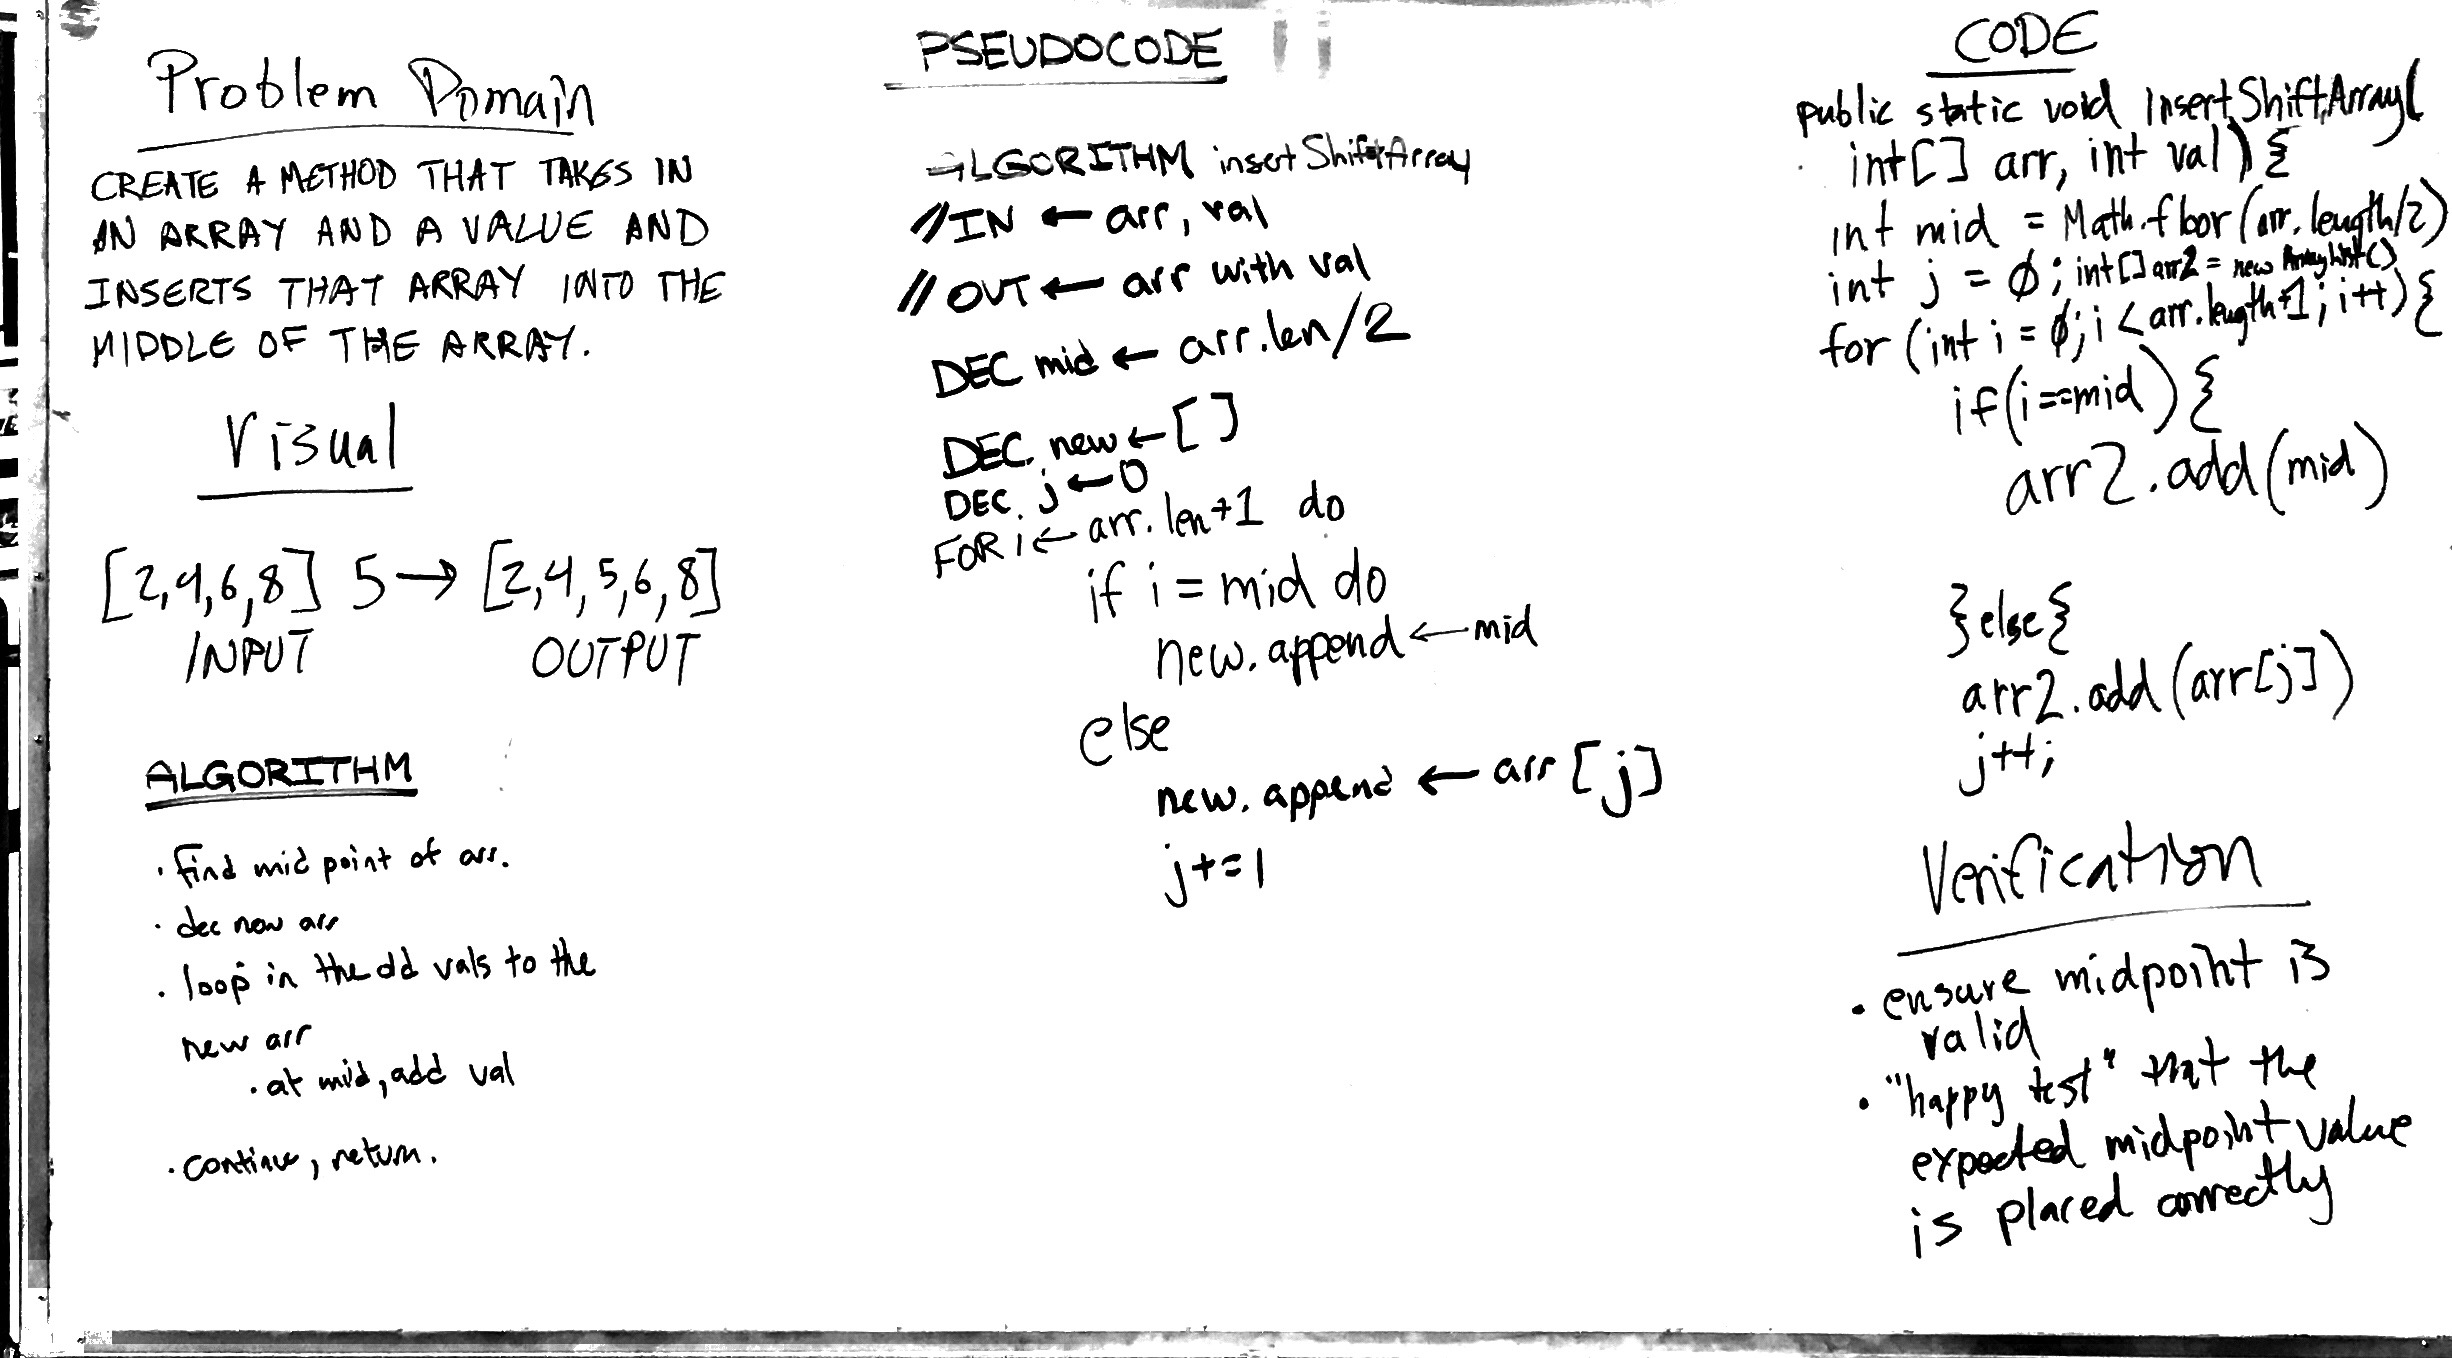 Problem Domain
CREATE A METHOD THAT TAKES IN
AN ARRAY AND A VALUE AND
INSERTS THAT ARRAY INTO THE
MIDDLE OF THE ARRAY.
Visual
[2,4,6,8] 5 → [2,4,5,6,8]
INPUT OUTPUT
ALGORITHM
· find mid point of arr.
· dec new arr
· loop in the old vals to the
new arr
· at mid, add val
· continue, return.
PSEUDOCODE
ALGORITHM insertShiftArray
// IN ← arr, val
// OUT ← arr with val
DEC mid ← arr.len/2
DEC. new ← []
DEC. j ← 0
FOR i ← arr.len+1 do
if i = mid do
new.append ← mid
else
new.append ← arr[j]
j+=1
CODE
public static void InsertShiftArray(
int[] arr, int val) {
int mid = Math.floor(arr.length/2)
int j = 0; int[] arr2 = new ArrayList()
for (int i = 0; i < arr.length+1; i++) {
if(i==mid) {
arr2.add(mid)
} else {
arr2.add(arr[j])
j++;
Verification
• ensure midpoint is
valid
• "happy test" that the
expected midpoint value
is placed correctly